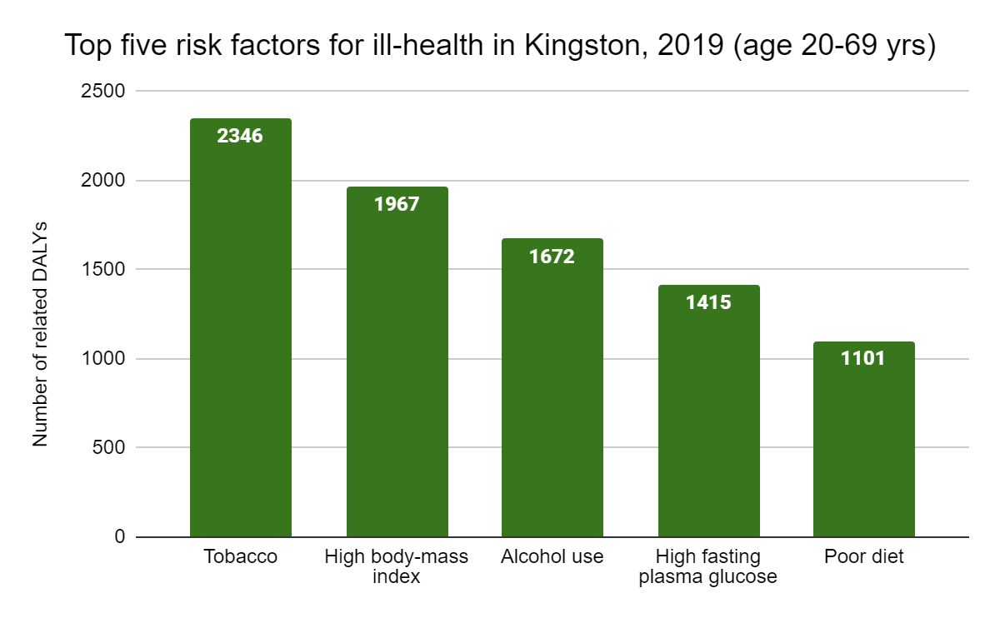 Top five risk factors for ill-health in Kingston, 2019 (age 20-69 yrs)
Number of related DALYs
2500
2000
1500
1000
500
0
2346
1967
1672
1415
1101
Tobacco
High body-mass
index
Alcohol use
High fasting
plasma glucose
Poor diet